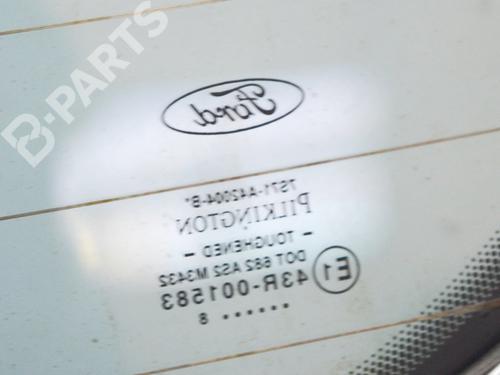 B-PARTS
Ford
7S71-A42004-B*
PILKINGTON
- TOUGHENED -
DOT 682 AS2 M3432
E1 43R-001583
..... 8